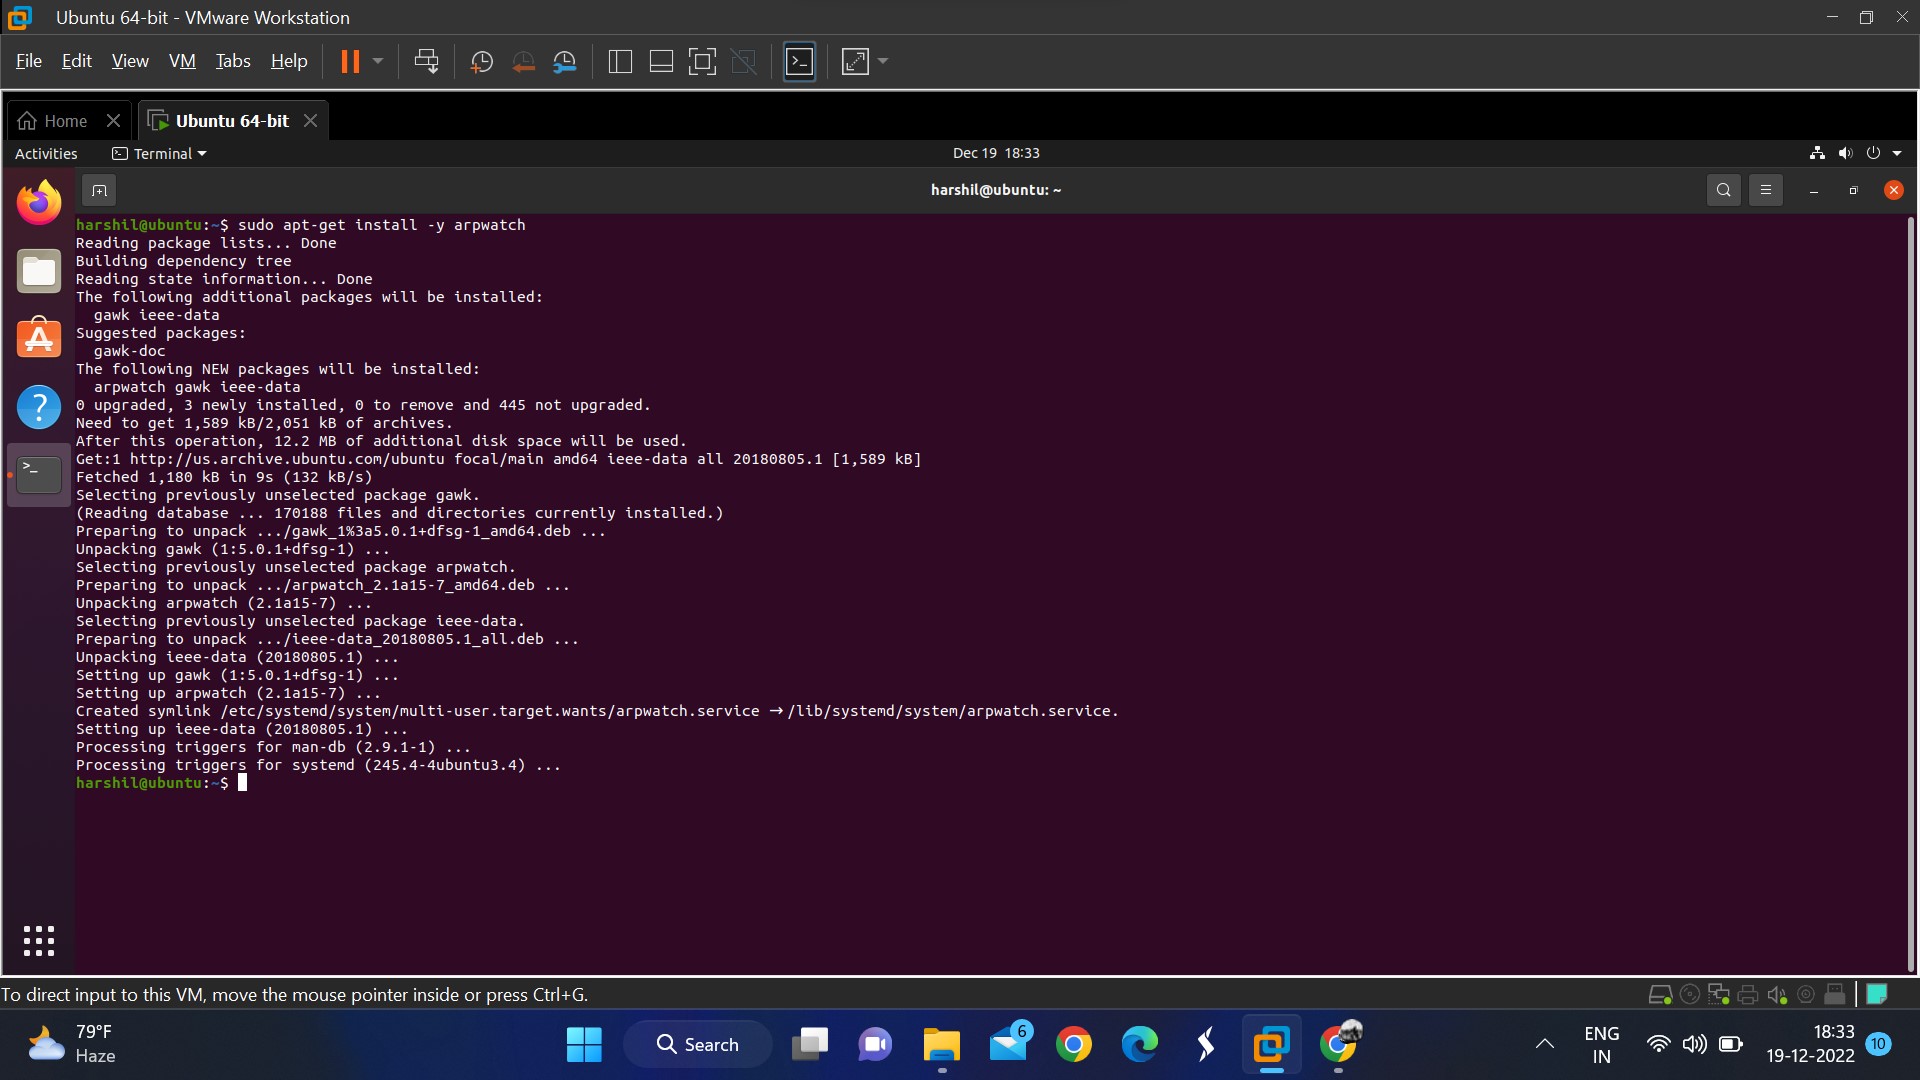 Ubuntu 64-bit - VMware Workstation
File Edit View VM Tabs Help
Home Ubuntu 64-bit
Activities Terminal Dec 19 18:33
harshil@ubuntu: ~
harshil@ubuntu:~$ sudo apt-get install -y arpwatch
Reading package lists... Done
Building dependency tree
Reading state information... Done
The following additional packages will be installed:
  gawk ieee-data
Suggested packages:
  gawk-doc
The following NEW packages will be installed:
  arpwatch gawk ieee-data
0 upgraded, 3 newly installed, 0 to remove and 445 not upgraded.
Need to get 1,589 kB/2,051 kB of archives.
After this operation, 12.2 MB of additional disk space will be used.
Get:1 http://us.archive.ubuntu.com/ubuntu focal/main amd64 ieee-data all 20180805.1 [1,589 kB]
Fetched 1,180 kB in 9s (132 kB/s)
Selecting previously unselected package gawk.
(Reading database ... 170188 files and directories currently installed.)
Preparing to unpack .../gawk_1%3a5.0.1+dfsg-1_amd64.deb ...
Unpacking gawk (1:5.0.1+dfsg-1) ...
Selecting previously unselected package arpwatch.
Preparing to unpack .../arpwatch_2.1a15-7_amd64.deb ...
Unpacking arpwatch (2.1a15-7) ...
Selecting previously unselected package ieee-data.
Preparing to unpack .../ieee-data_20180805.1_all.deb ...
Unpacking ieee-data (20180805.1) ...
Setting up gawk (1:5.0.1+dfsg-1) ...
Setting up arpwatch (2.1a15-7) ...
Created symlink /etc/systemd/system/multi-user.target.wants/arpwatch.service → /lib/systemd/system/arpwatch.service.
Setting up ieee-data (20180805.1) ...
Processing triggers for man-db (2.9.1-1) ...
Processing triggers for systemd (245.4-4ubuntu3.4) ...
harshil@ubuntu:~$
To direct input to this VM, move the mouse pointer inside or press Ctrl+G.
79°F
Haze
Search
6
ENG
IN
18:33
19-12-2022
10